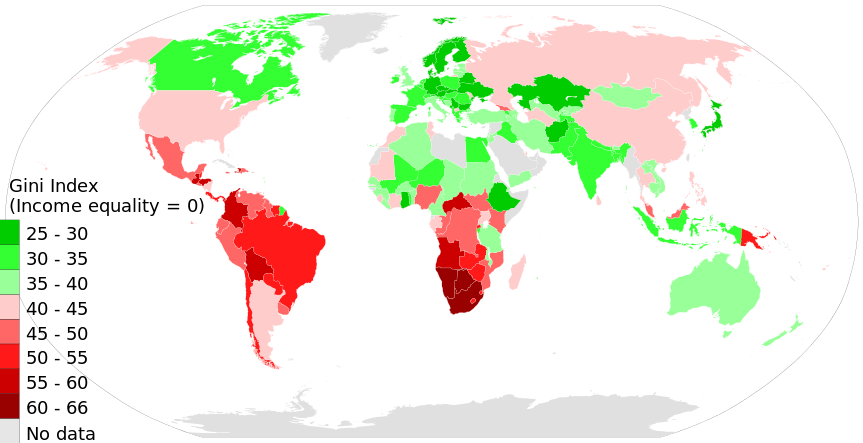 Gini Index
(Income equality = 0)
25 - 30
30 - 35
35 - 40
40 - 45
45 - 50
50 - 55
55 - 60
60 - 66
No data